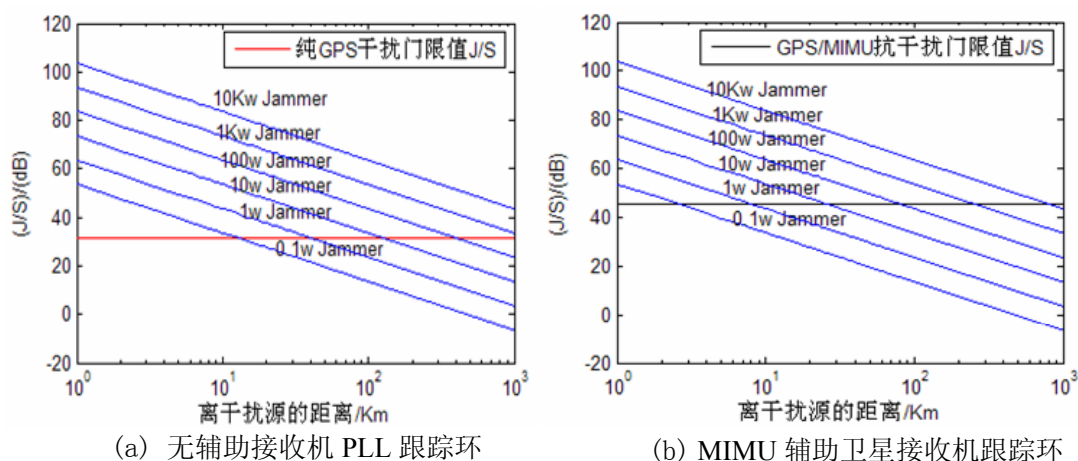 120
100
80
60
40
20
0
-20
(J/S)/(dB)
纯GPS干扰门限值J/S
10Kw Jammer
1Kw Jammer
100w Jammer
10w Jammer
1w Jammer
0.1w Jammer
10^0
10^1
10^2
10^3
离干扰源的距离/Km
(a) 无辅助接收机 PLL 跟踪环
120
100
80
60
40
20
0
-20
(J/S)/(dB)
GPS/MIMU抗干扰门限值J/S
10Kw Jammer
1Kw Jammer
100w Jammer
10w Jammer
1w Jammer
0.1w Jammer
10^0
10^1
10^2
10^3
离干扰源的距离/Km
(b) MIMU 辅助卫星接收机跟踪环